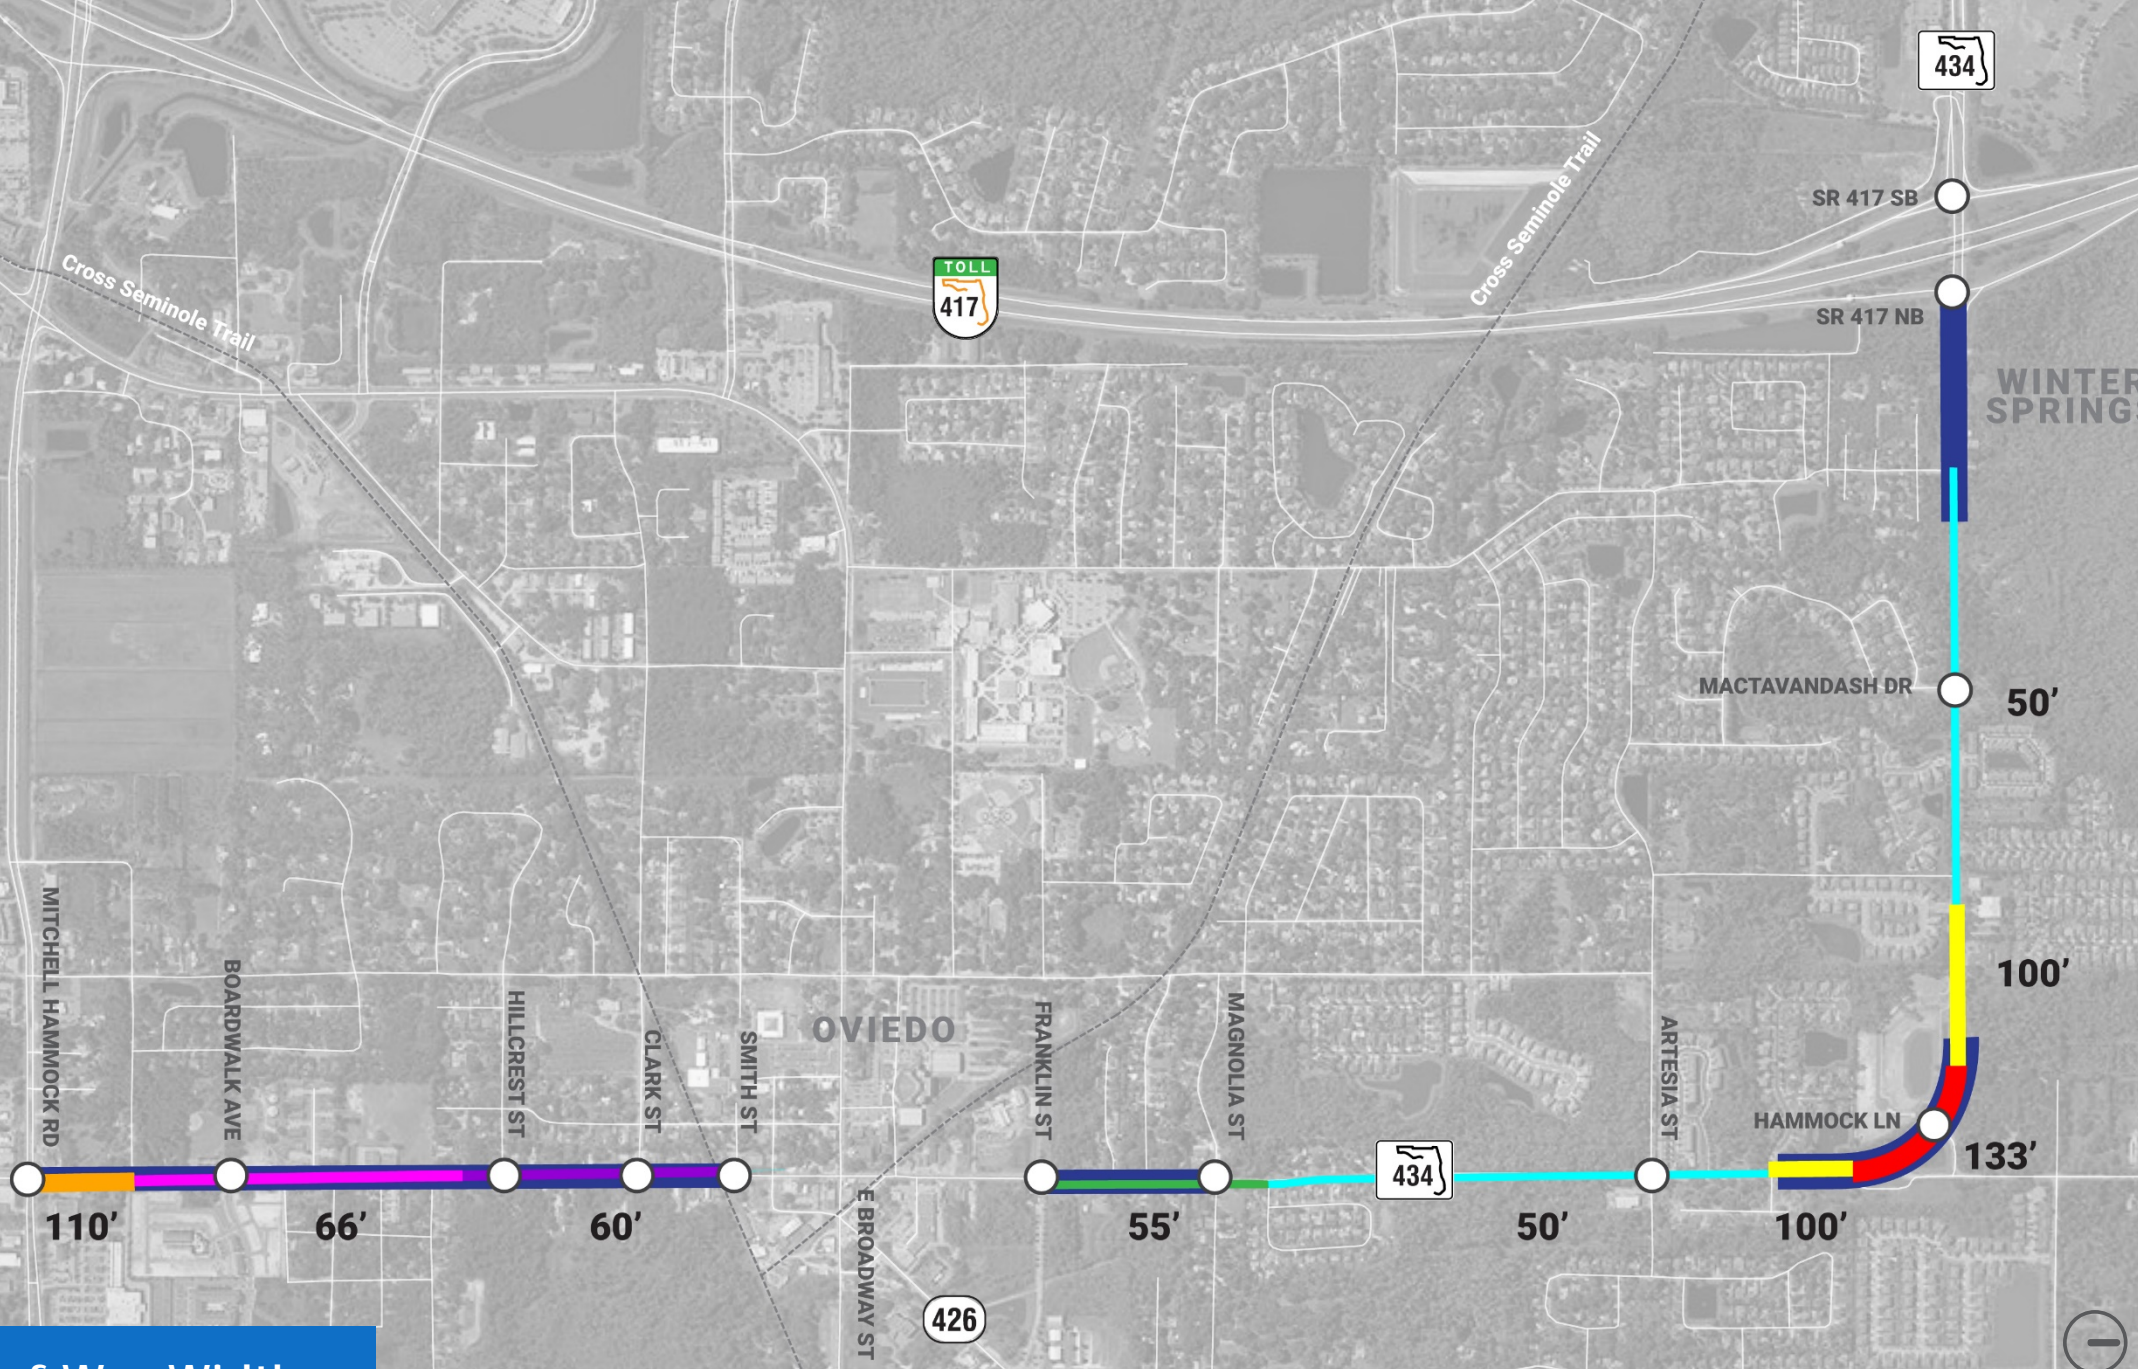 434
SR 417 SB
Cross Seminole Trail
TOLL
417
Cross Seminole Trail
SR 417 NB
WINTER
SPRING
MACTAVANDASH DR
50’
MITCHELL HAMMOCK RD
BOARDWALK AVE
HILLCREST ST
CLARK ST
SMITH ST
OVIEDO
FRANKLIN ST
MAGNOLIA ST
ARTESIA ST
100’
HAMMOCK LN
133’
434
110’
66’
60’
55’
50’
100’
E BROADWAY ST
426